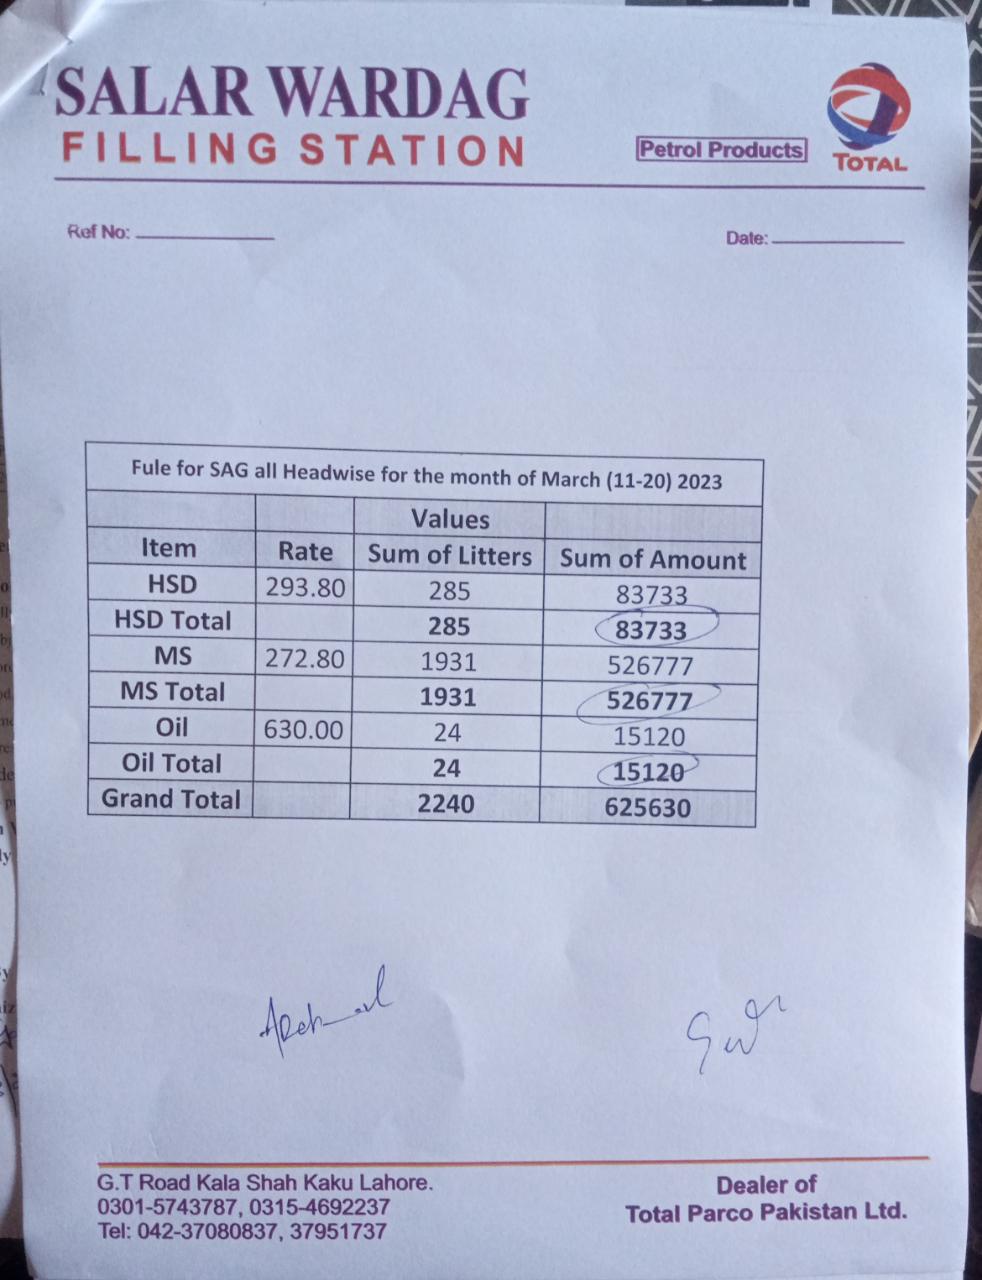 SALAR WARDAG
FILLING STATION
Petrol Products
TOTAL
Ref No:
Date:
Fule for SAG all Headwise for the month of March (11-20) 2023
Values
Item Rate Sum of Litters Sum of Amount
HSD 293.80 285 83733
HSD Total 285 83733
MS 272.80 1931 526777
MS Total 1931 526777
Oil 630.00 24 15120
Oil Total 24 15120
Grand Total 2240 625630
G.T Road Kala Shah Kaku Lahore.
0301-5743787, 0315-4692237
Tel: 042-37080837, 37951737
Dealer of
Total Parco Pakistan Ltd.